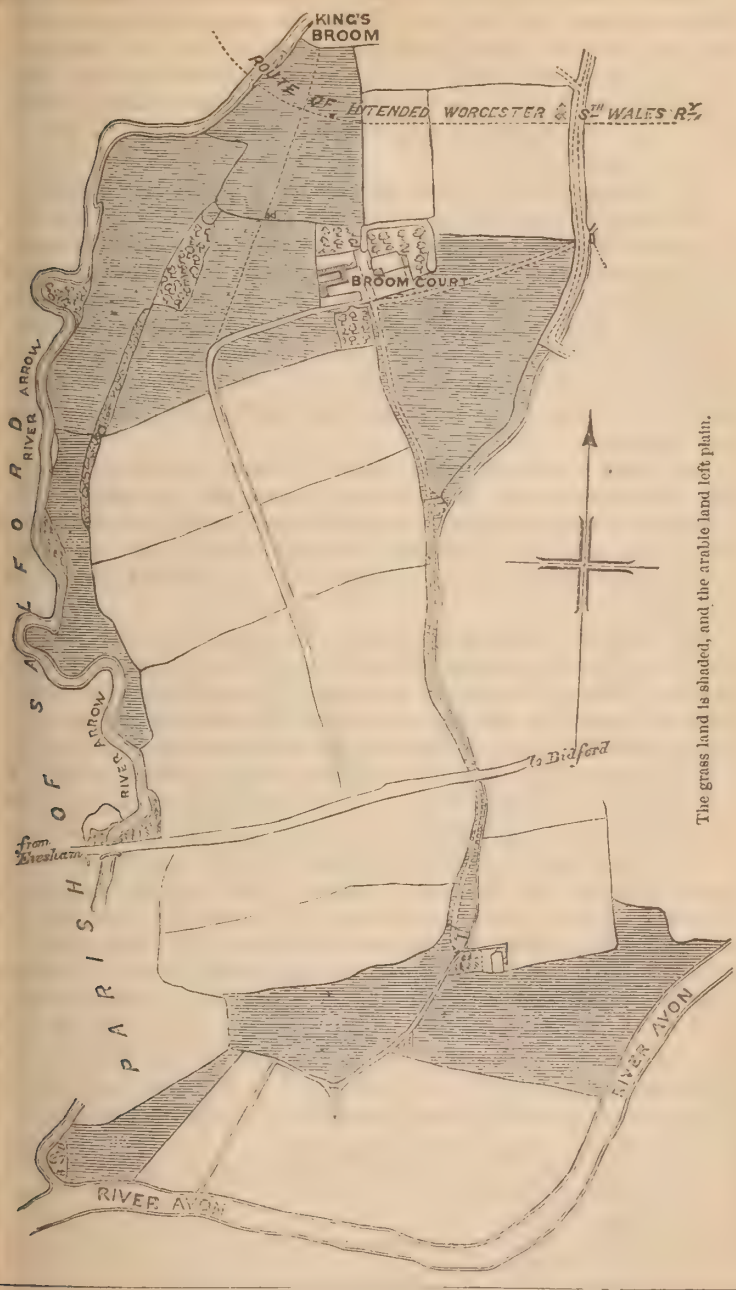 KING'S
BROOM
ROUTE OF INTENDED WORCESTER & STH WALES RY
BROOM COURT
RIVER ARROW
PARISH OF SALFORD
RIVER ARROW
to Bidford
from
Evesham
RIVER AVON
RIVER AVON
The grass land is shaded, and the arable land left plain.